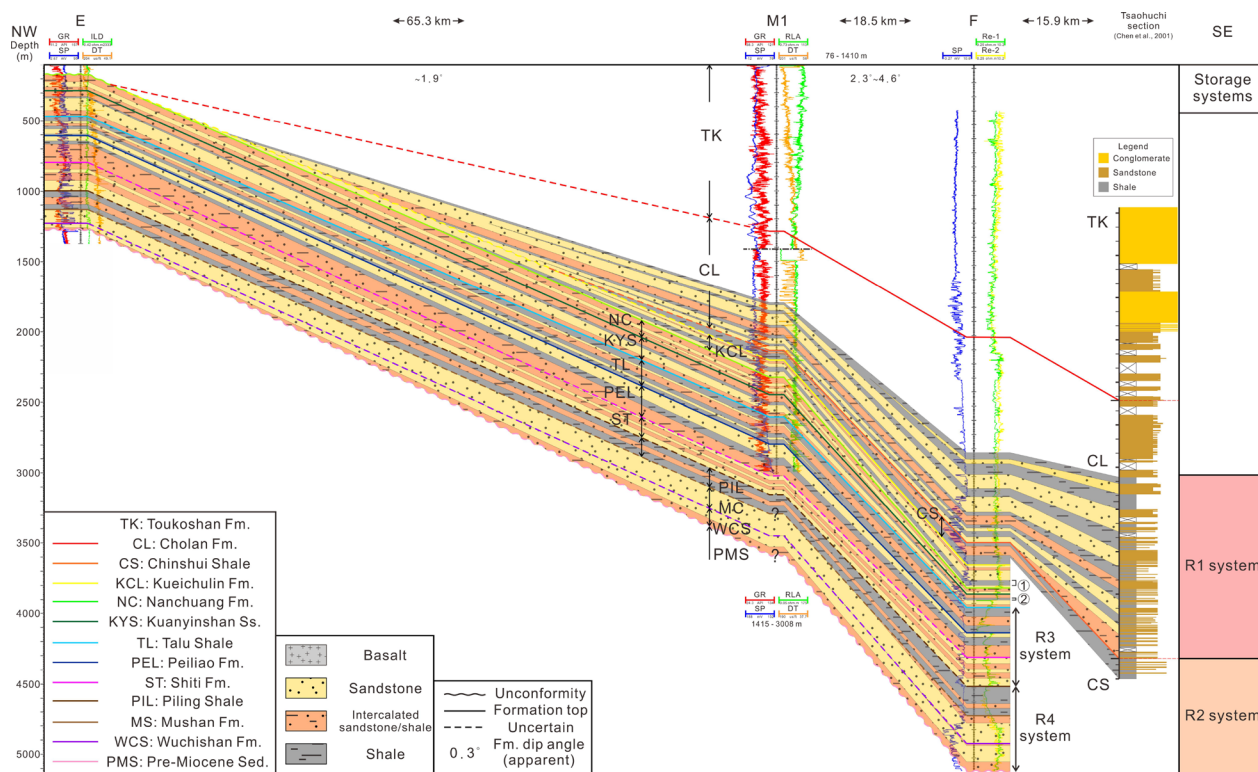 NW
Depth
(m)
E
65.3 km
M1
18.5 km
F
15.9 km
Tsaohuchi
section
(Chen et al., 2001)
SE
GR
ILD
SP
DT
GR
RLA
SP
DT
76 - 1410 m
SP
Re-1
Re-2
~1.9°
2.3°~4.6°
Storage
systems
500
1000
1500
2000
2500
3000
3500
4000
4500
5000
TK
CL
NC
KYS
KCL
TL
PEL
ST
PIL
MC
WCS
PMS
?
?
CS
①
②
R3
system
R4
system
Legend
Conglomerate
Sandstone
Shale
TK
CL
CS
R1 system
R2 system
GR
RLA
SP
DT
1415 - 3008 m
TK: Toukoshan Fm.
CL: Cholan Fm.
CS: Chinshui Shale
KCL: Kueichulin Fm.
NC: Nanchuang Fm.
KYS: Kuanyinshan Ss.
TL: Talu Shale
PEL: Peiliao Fm.
ST: Shiti Fm.
PIL: Piling Shale
MS: Mushan Fm.
WCS: Wuchishan Fm.
PMS: Pre-Miocene Sed.
Basalt
Sandstone
Intercalated
sandstone/shale
Shale
Unconformity
Formation top
Uncertain
0.3° Fm. dip angle
(apparent)